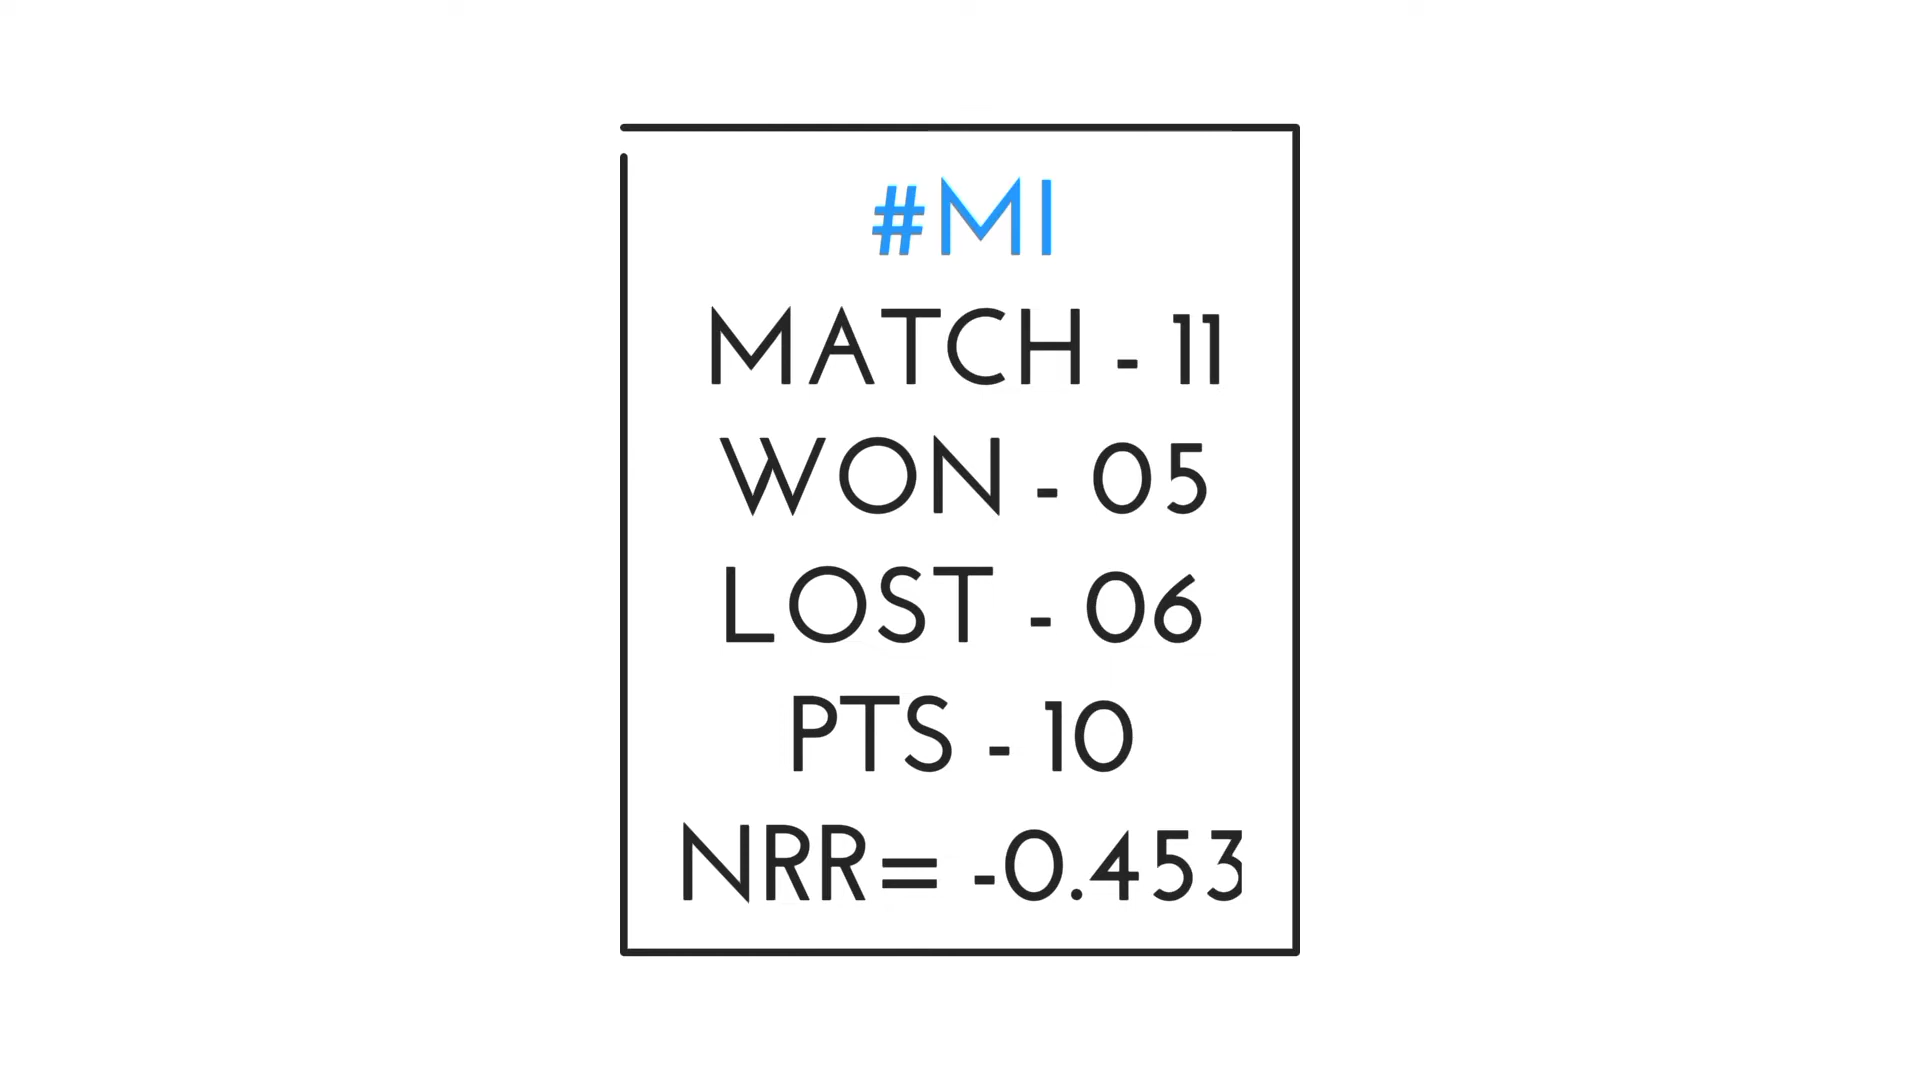 #MI
MATCH - 11
WON - 05
LOST - 06
PTS - 10
NRR= -0.453